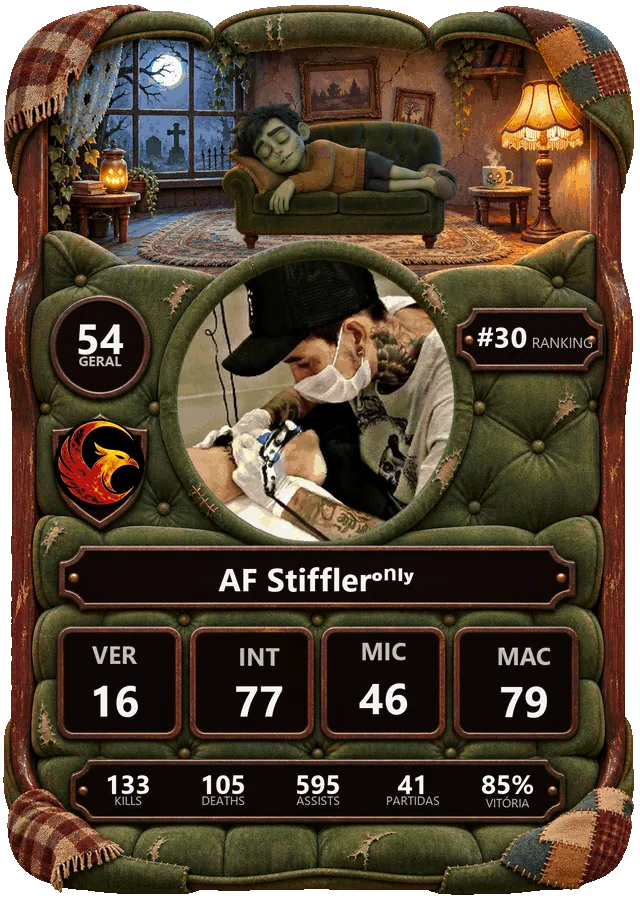 54
GERAL
#30 RANKING
AF Stifflerᵒⁿˡʸ
VER INT MIC MAC
16 77 46 79
133 105 595 41 85%
KILLS DEATHS ASSISTS PARTIDAS VITÓRIA